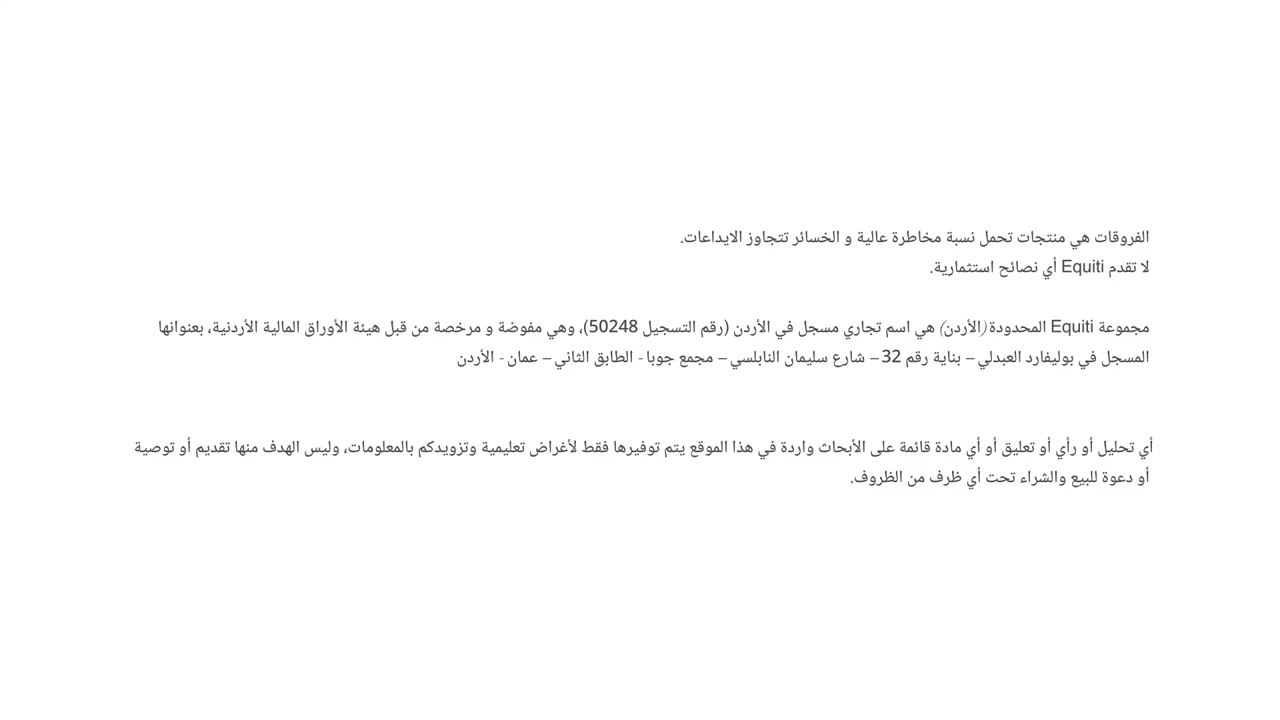 الفروقات هي منتجات تحمل نسبة مخاطرة عالية و الخسائر تتجاوز الايداعات.
لا تقدم Equiti أي نصائح استثمارية.
مجموعة Equiti المحدودة (الأردن) هي اسم تجاري مسجل في الأردن (رقم التسجيل 50248)، وهي مفوضة و مرخصة من قبل هيئة الأوراق المالية الأردنية، بعنوانها
المسجل في بوليفارد العبدلي – بناية رقم 32 – شارع سليمان النابلسي – مجمع جوبا - الطابق الثاني – عمان - الأردن
أي تحليل أو رأي أو تعليق أو أي مادة قائمة على الأبحاث واردة في هذا الموقع يتم توفيرها فقط لأغراض تعليمية وتزويدكم بالمعلومات، وليس الهدف منها تقديم أو توصية
أو دعوة للبيع والشراء تحت أي ظرف من الظروف.